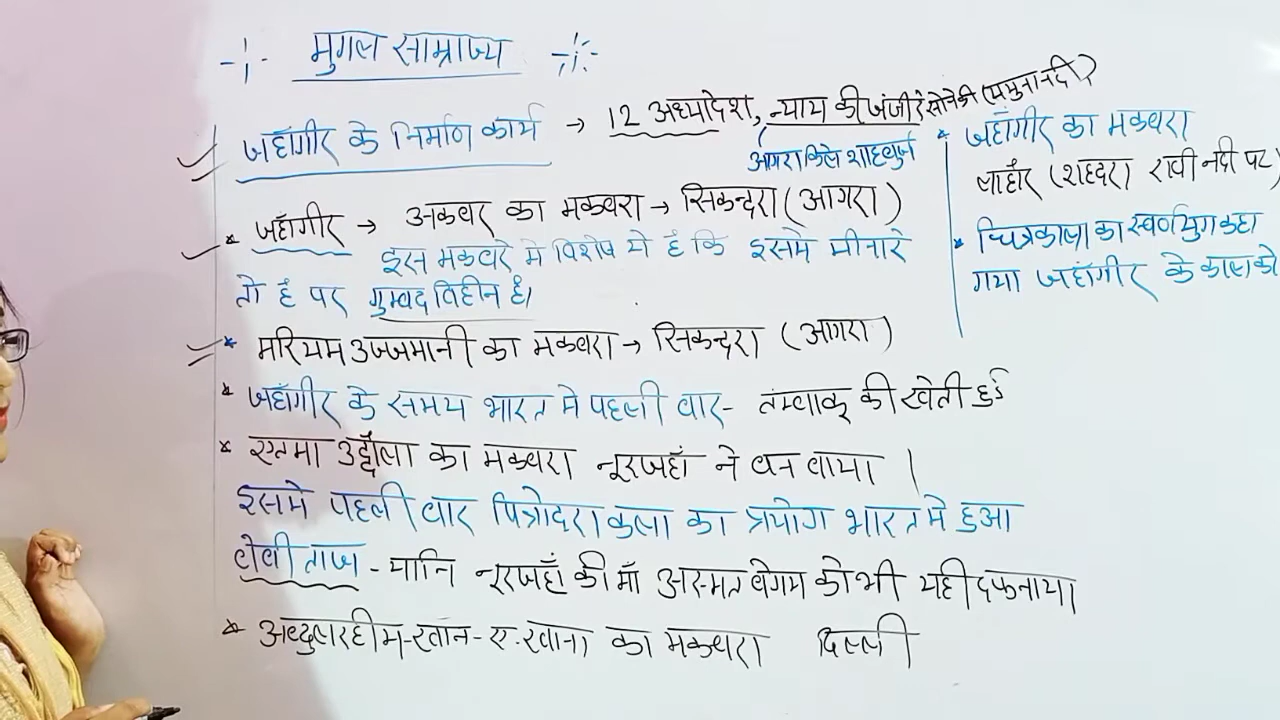 मुगल साम्राज्य
जहाँगीर के निर्माण कार्य → 12 अध्यादेश, न्याय की जंजीरे सोने की (यमुना नदी)
आगरा किले शाहबुर्ज
* जहाँगीर → अकबर का मकबरा → सिकन्दरा (आगरा)
इस मकबरे मे विशेष ये है कि इसमे मीनारे
तो है पर गुम्बद विहीन है।
* मरियम उज्जमानी का मकबरा → सिकन्दरा (आगरा)
* जहाँगीर के समय भारत मे पहली बार - तम्बाकू की खेती हुई
* एतमा उद्दौला का मकबरा नूरजहाँ ने बनवाया।
इसमे पहली बार पित्रोदरा कला का प्रयोग भारत मे हुआ
बेबी ताज - यानि नूरजहाँ की माँ अस्मत बेगम को भी यही दफनाया
* अब्दुलरहीम-खान-ए-खाना का मकबरा दिल्ली
* जहाँगीर का मकबरा
लाहौर (शहदरा रावी नदी पर)
* चित्रकला का स्वर्णयुग कहा
गया जहाँगीर के काल को